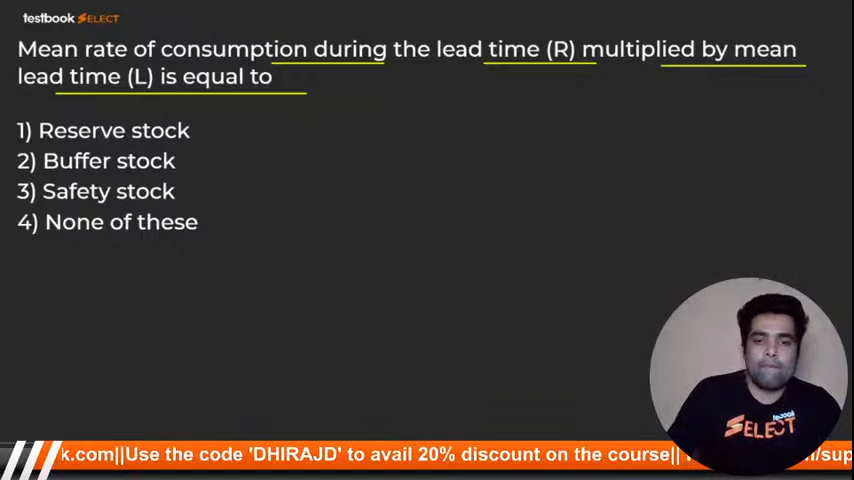 testbook SELECT
Mean rate of consumption during the lead time (R) multiplied by mean
lead time (L) is equal to
1) Reserve stock
2) Buffer stock
3) Safety stock
4) None of these
testbook
SELECT
k.com||Use the code 'DHIRAJD' to avail 20% discount on the course||
/sup